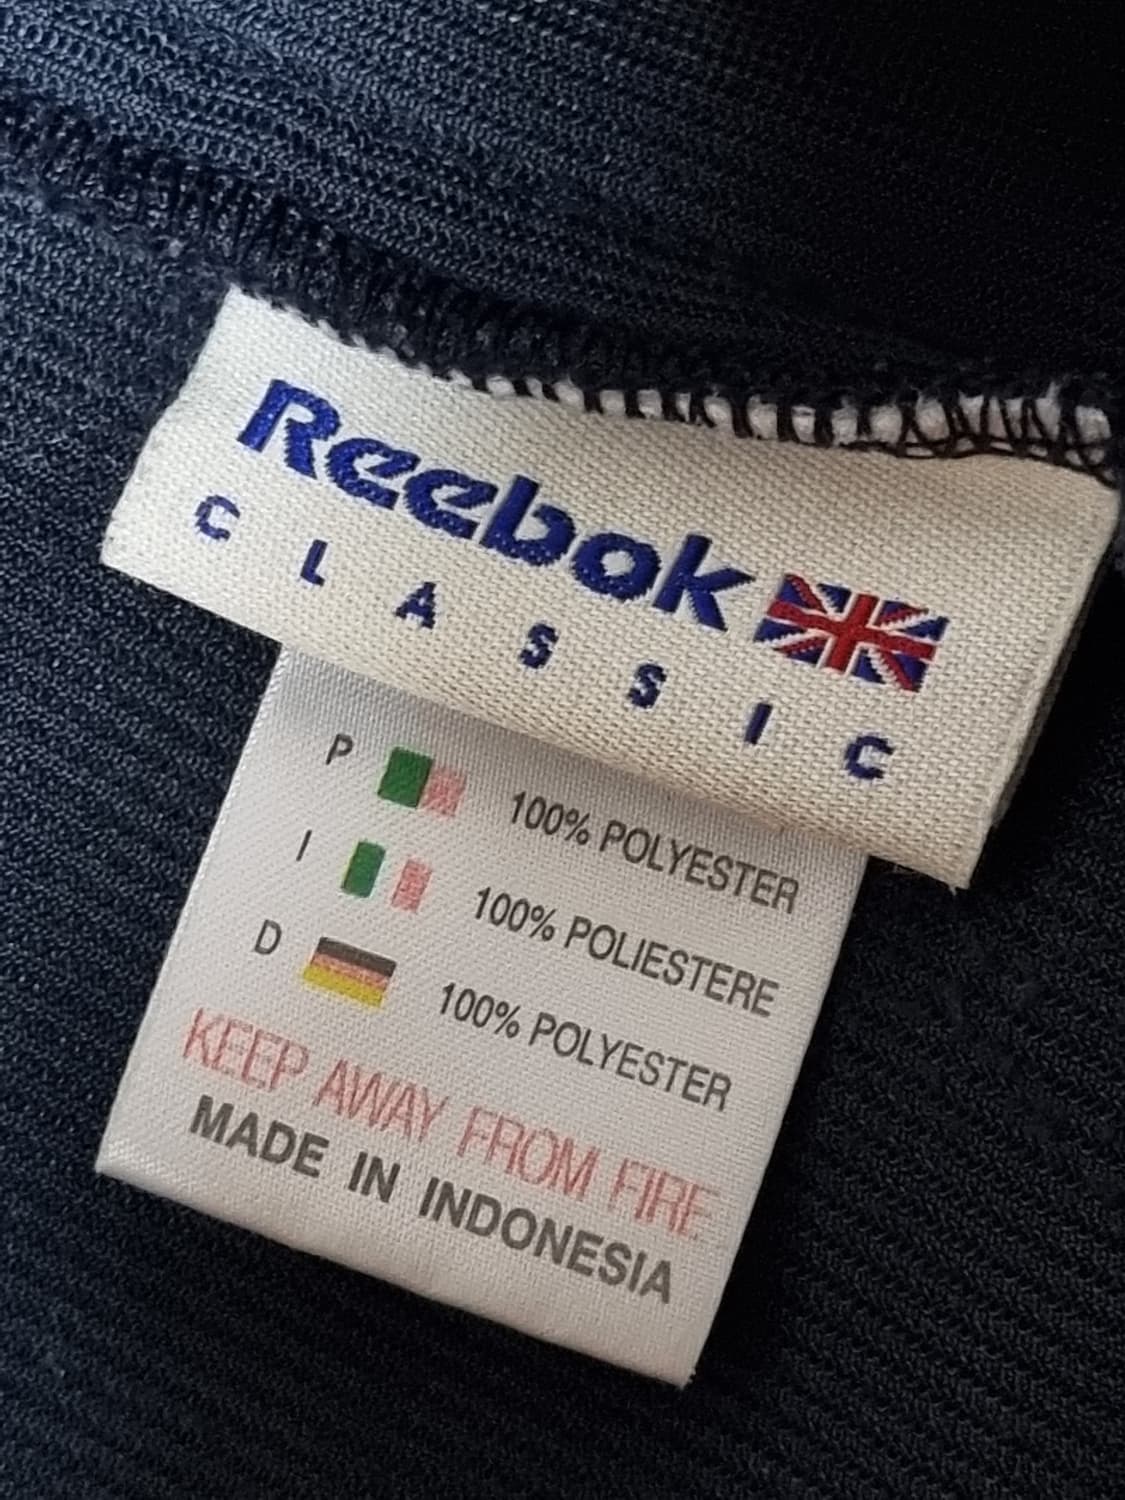 Reebok
CLASSIC
P 100% POLYESTER
I 100% POLIESTERE
D 100% POLYESTER
KEEP AWAY FROM FIRE
MADE IN INDONESIA